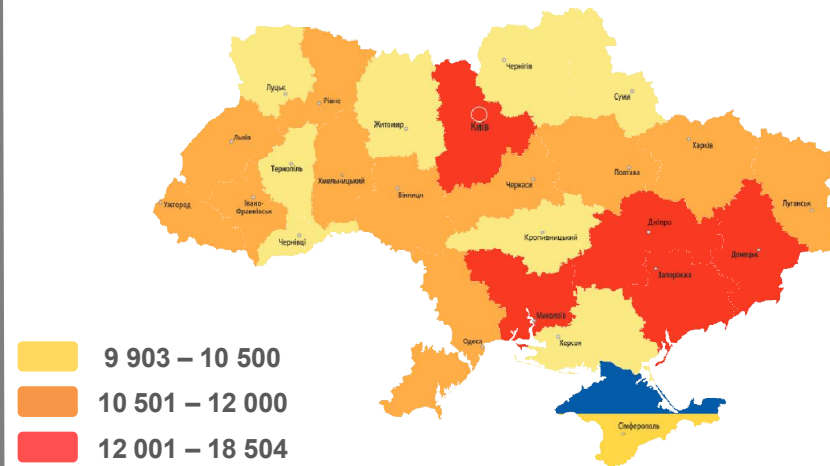 Чернігів
Луцьк
Рівне
Суми
Житомир
Київ
Львів
Харків
Тернопіль
Полтава
Хмельницький
Черкаси
Вінниця
Ужгород
Івано-
Франківськ
Луганськ
Чернівці
Кропивницький
Дніпро
Донецьк
Запоріжжя
Миколаїв
Одеса
Херсон
9 903 – 10 500
10 501 – 12 000
Сімферополь
12 001 – 18 504